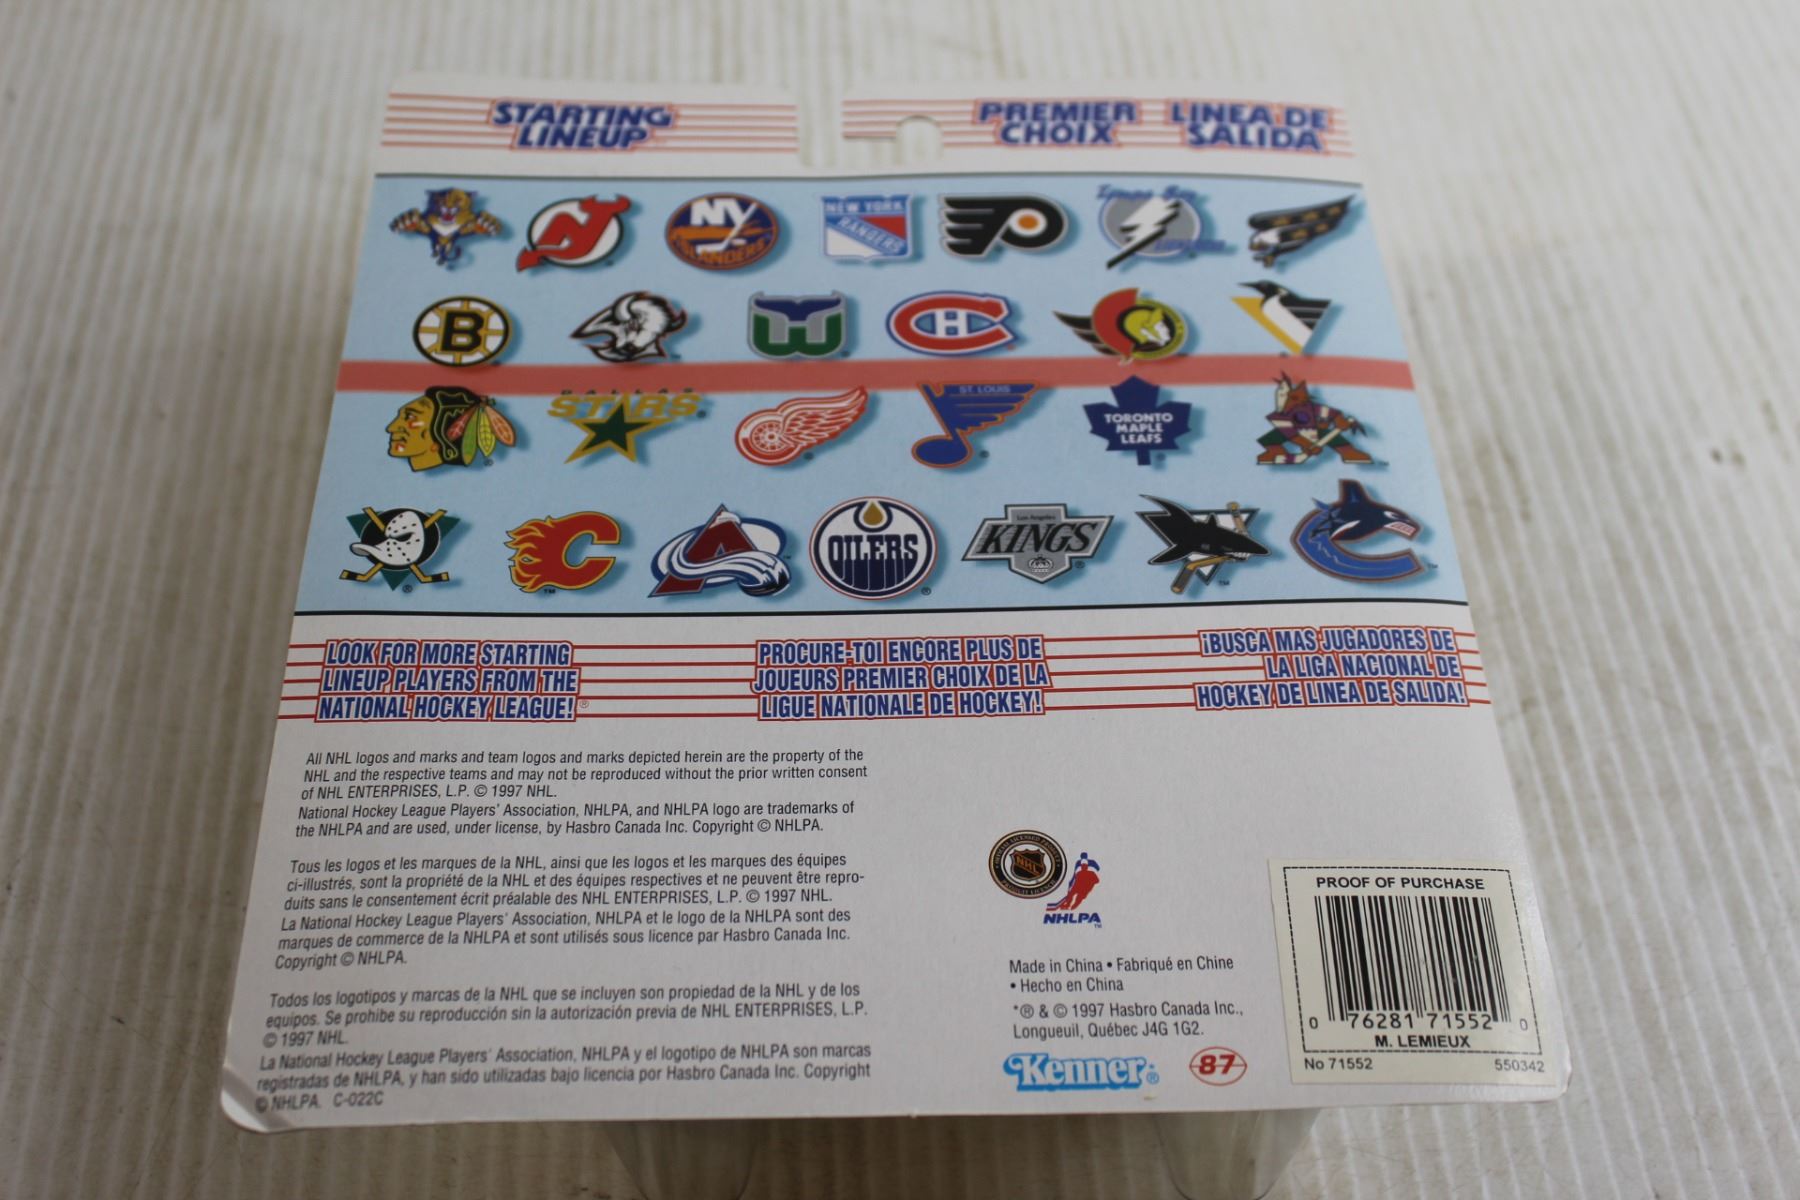 STARTING
LINEUP
PREMIER
CHOIX
LINEA DE
SALIDA
NY
ISLANDERS
NEW YORK
RANGERS
P
Tampa Bay
LIGHTNING
B
CH
DALLAS
STARS
ST. LOUIS
TORONTO
MAPLE
LEAFS
C
A
OILERS
Los Angeles
KINGS
LOOK FOR MORE STARTING
LINEUP PLAYERS FROM THE
NATIONAL HOCKEY LEAGUE!®
PROCURE-TOI ENCORE PLUS DE
JOUEURS PREMIER CHOIX DE LA
LIGUE NATIONALE DE HOCKEY!
¡BUSCA MAS JUGADORES DE
LA LIGA NACIONAL DE
HOCKEY DE LINEA DE SALIDA!
All NHL logos and marks and team logos and marks depicted herein are the property of the
NHL and the respective teams and may not be reproduced without the prior written consent
of NHL ENTERPRISES, L.P. © 1997 NHL.
National Hockey League Players' Association, NHLPA, and NHLPA logo are trademarks of
the NHLPA and are used, under license, by Hasbro Canada Inc. Copyright © NHLPA.
Tous les logos et les marques de la NHL, ainsi que les logos et les marques des équipes
ci-illustrés, sont la propriété de la NHL et des équipes respectives et ne peuvent être repro-
duits sans le consentement écrit préalable des NHL ENTERPRISES, L.P. © 1997 NHL.
La National Hockey League Players' Association, NHLPA et le logo de la NHLPA sont des
marques de commerce de la NHLPA et sont utilisés sous licence par Hasbro Canada Inc.
Copyright © NHLPA.
Todos los logotipos y marcas de la NHL que se incluyen son propiedad de la NHL y de los
equipos. Se prohibe su reproducción sin la autorización previa de NHL ENTERPRISES, L.P.
© 1997 NHL.
La National Hockey League Players' Association, NHLPA y el logotipo de NHLPA son marcas
registradas de NHLPA, y han sido utilizadas bajo licencia por Hasbro Canada Inc. Copyright
© NHLPA. C-022C
NHL
NHLPA
™
Made in China • Fabriqué en Chine
• Hecho en China
*® & © 1997 Hasbro Canada Inc.,
Longueuil, Québec J4G 1G2.
Kenner®
87
PROOF OF PURCHASE
0 76281 71552 0
M. LEMIEUX
No 71552 550342